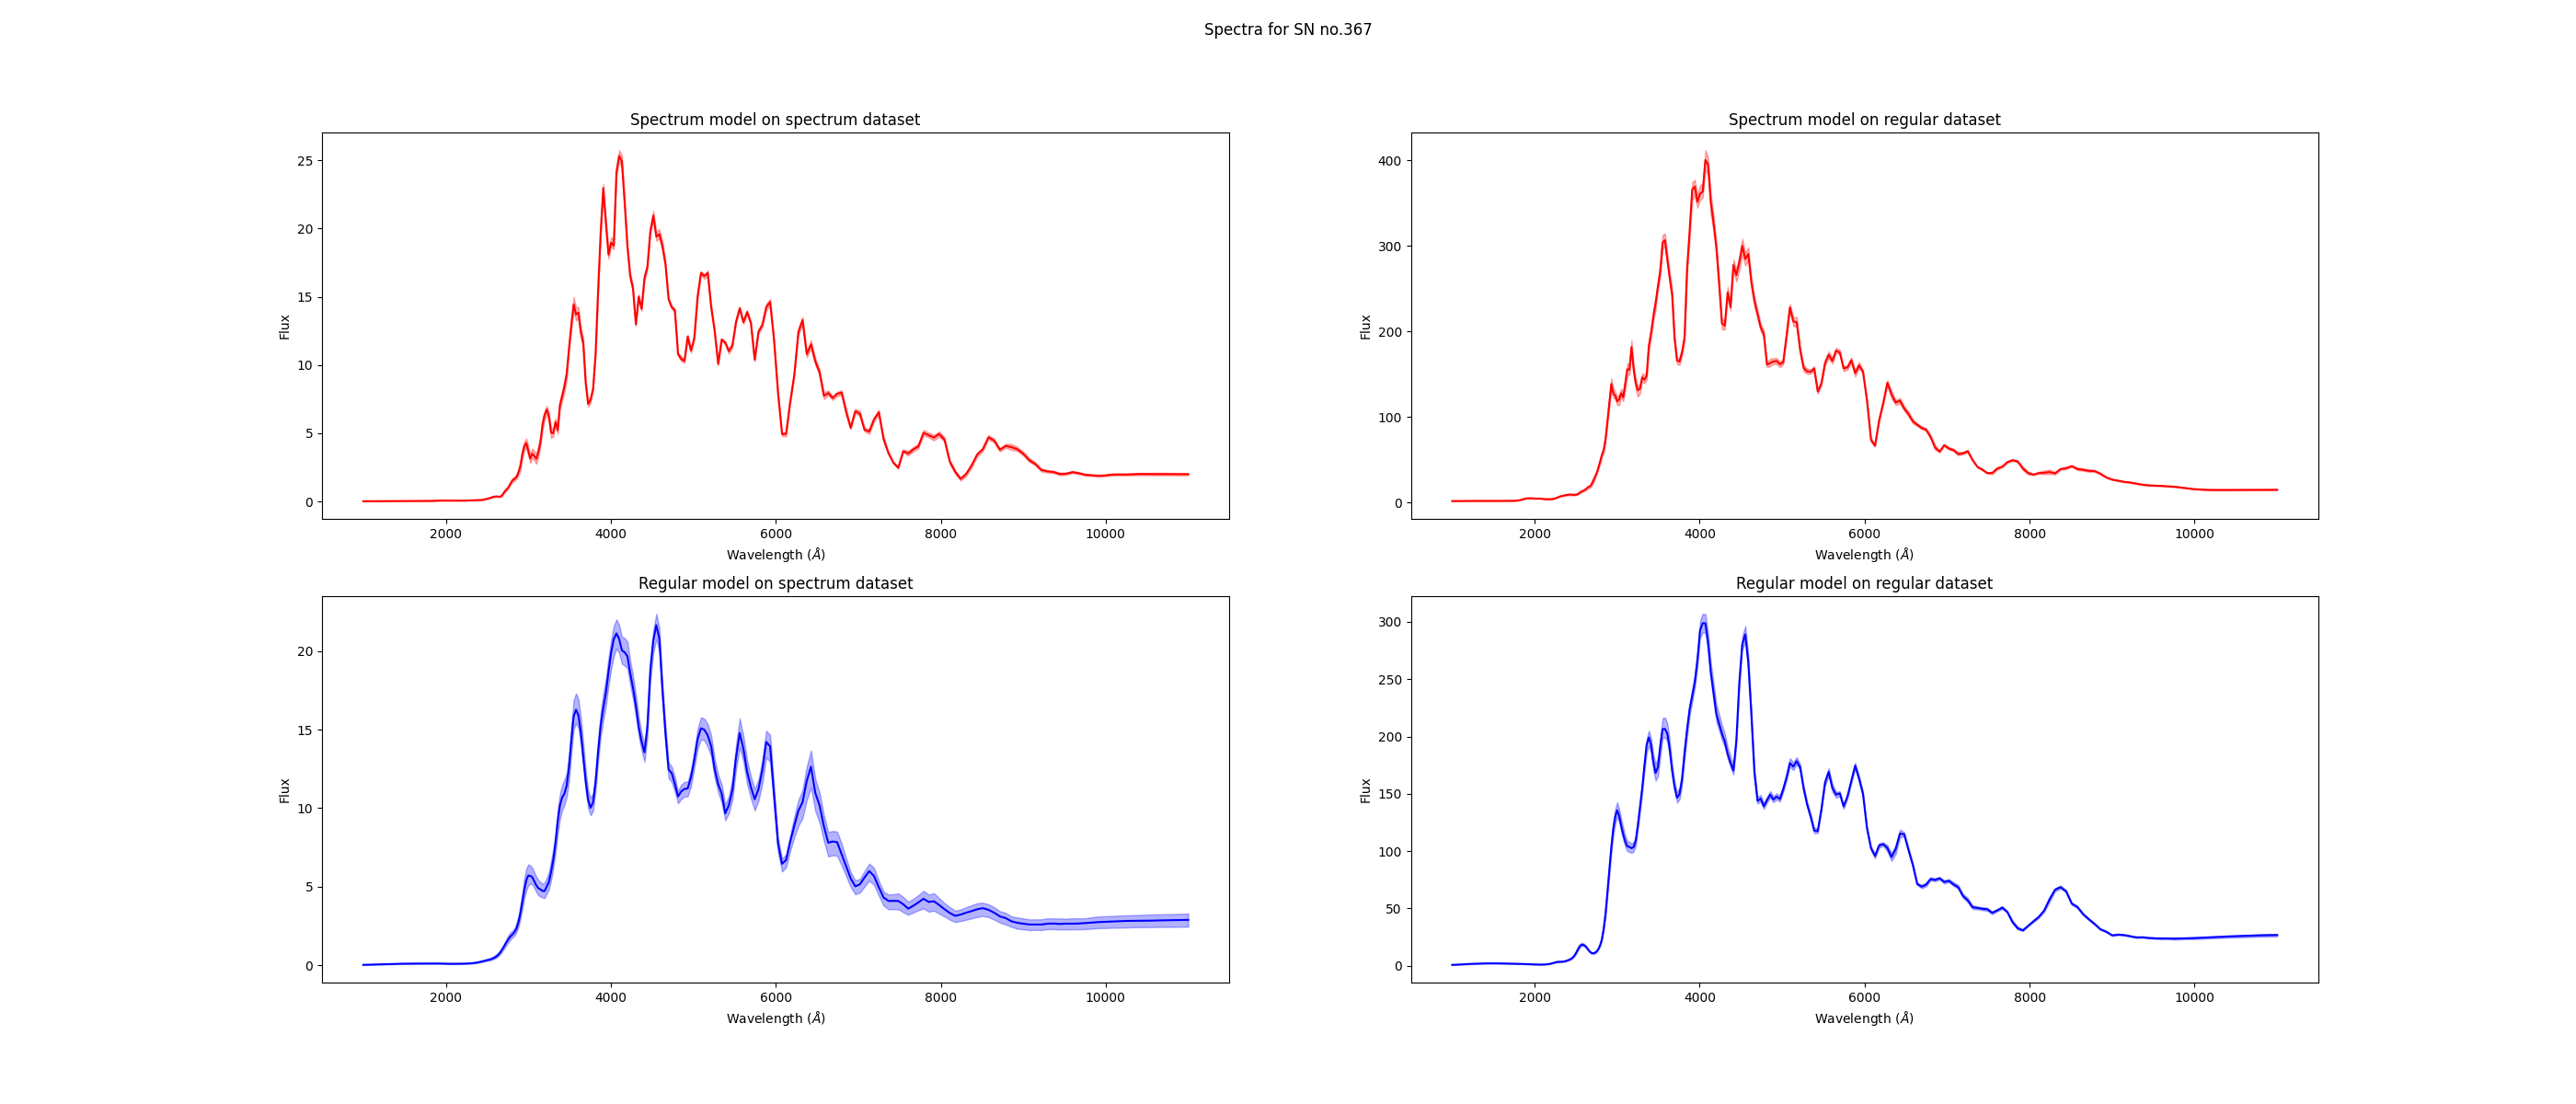 Spectra for SN no.367
Spectrum model on spectrum dataset
25
20
15
10
5
0
Flux
2000 4000 6000 8000 10000
Wavelength (Å)
Spectrum model on regular dataset
400
300
200
100
0
Flux
2000 4000 6000 8000 10000
Wavelength (Å)
Regular model on spectrum dataset
20
15
10
5
0
Flux
2000 4000 6000 8000 10000
Wavelength (Å)
Regular model on regular dataset
300
250
200
150
100
50
0
Flux
2000 4000 6000 8000 10000
Wavelength (Å)